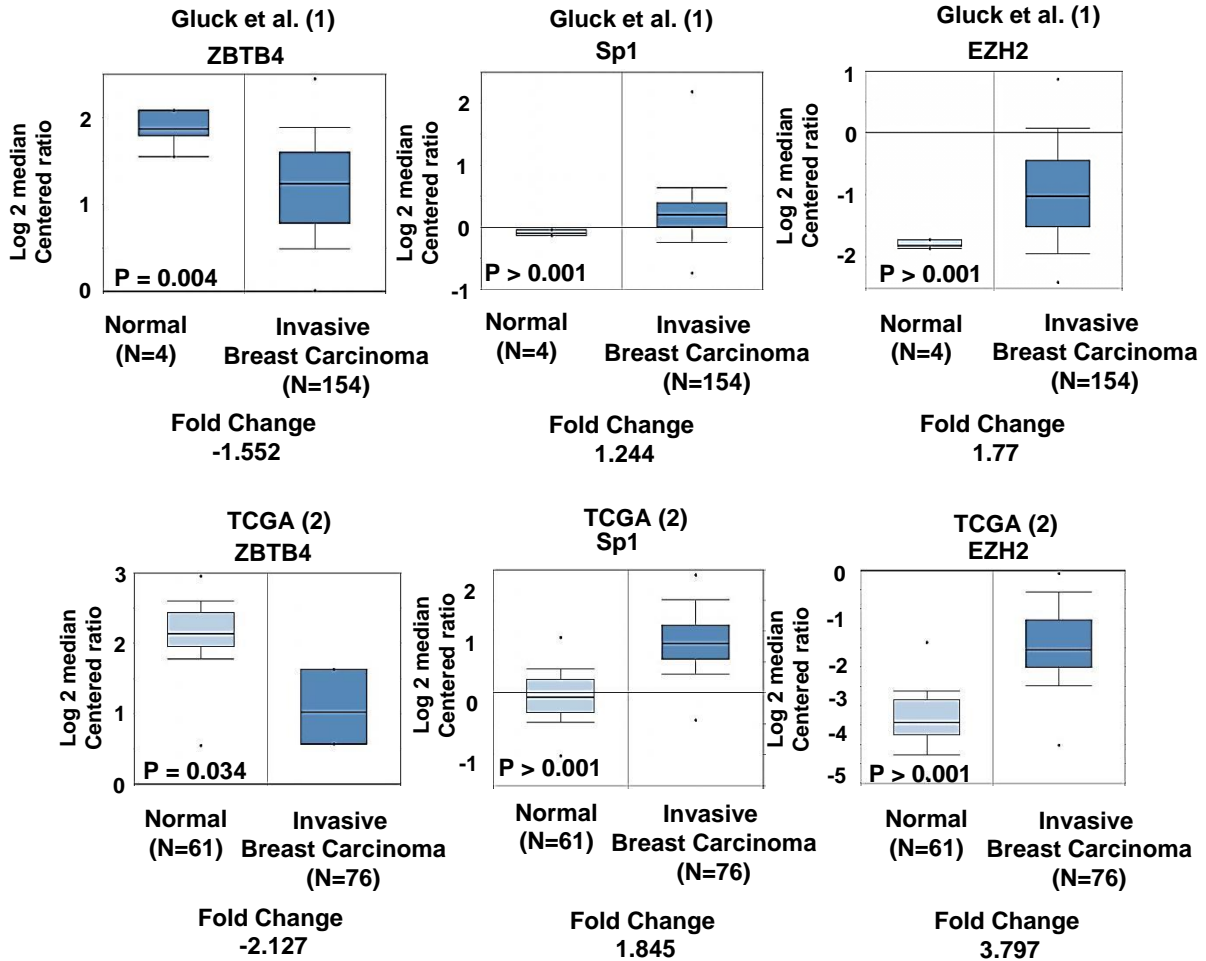 Gluck et al. (1)
ZBTB4
Log 2 median
Centered ratio
2
1
0
P = 0.004
Normal
(N=4)
Invasive
Breast Carcinoma
(N=154)
Fold Change
-1.552
Gluck et al. (1)
Sp1
Log 2 median
Centered ratio
2
1
0
-1
P > 0.001
Normal
(N=4)
Invasive
Breast Carcinoma
(N=154)
Fold Change
1.244
Gluck et al. (1)
EZH2
Log 2 median
Centered ratio
1
0
-1
-2
P > 0.001
Normal
(N=4)
Invasive
Breast Carcinoma
(N=154)
Fold Change
1.77
TCGA (2)
ZBTB4
Log 2 median
Centered ratio
3
2
1
0
P = 0.034
Normal
(N=61)
Invasive
Breast Carcinoma
(N=76)
Fold Change
-2.127
TCGA (2)
Sp1
Log 2 median
Centered ratio
2
1
0
-1
P > 0.001
Normal
(N=61)
Invasive
Breast Carcinoma
(N=76)
Fold Change
1.845
TCGA (2)
EZH2
Log 2 median
Centered ratio
0
-1
-2
-3
-4
-5
P > 0.001
Normal
(N=61)
Invasive
Breast Carcinoma
(N=76)
Fold Change
3.797